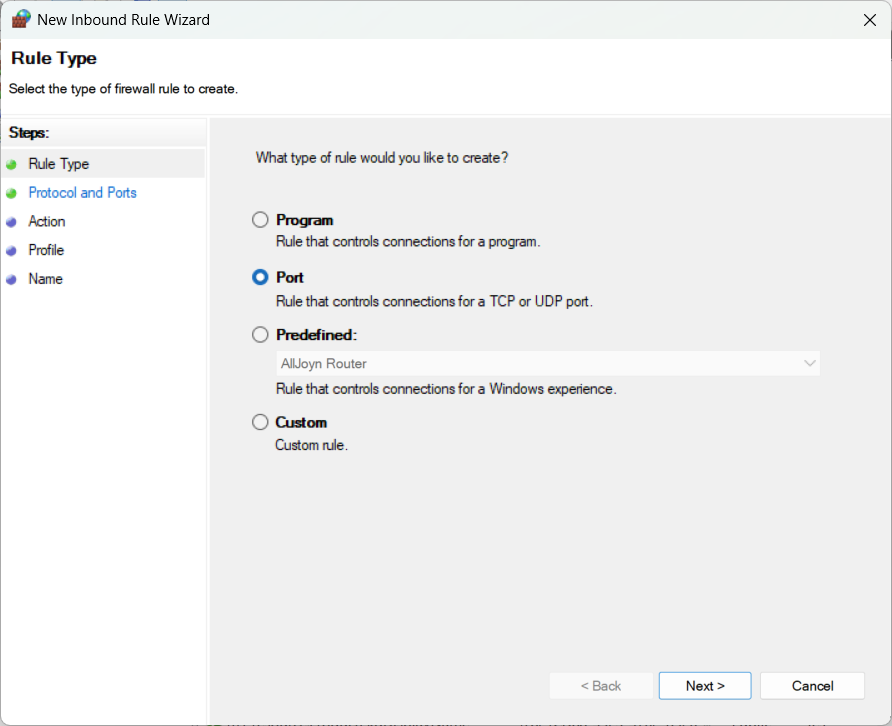 New Inbound Rule Wizard
Rule Type
Select the type of firewall rule to create.
Steps:
Rule Type
Protocol and Ports
Action
Profile
Name
What type of rule would you like to create?
Program
Rule that controls connections for a program.
Port
Rule that controls connections for a TCP or UDP port.
Predefined:
AllJoyn Router
Rule that controls connections for a Windows experience.
Custom
Custom rule.
< Back
Next >
Cancel